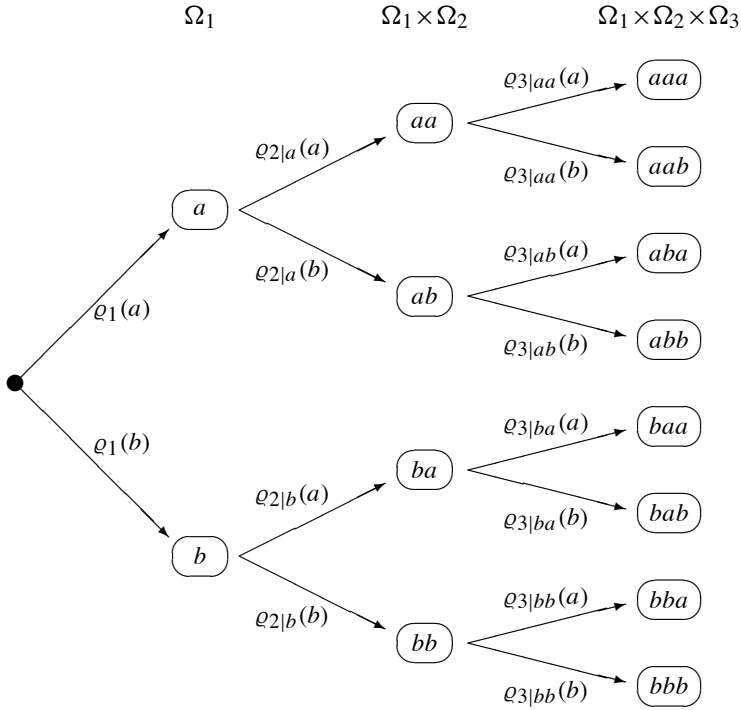 Ω₁ Ω₁×Ω₂ Ω₁×Ω₂×Ω₃
ϱ₃|aa(a) aaa
aa
ϱ₂|a(a)
ϱ₃|aa(b) aab
a
ϱ₃|ab(a) aba
ϱ₂|a(b)
ab
ϱ₁(a)
ϱ₃|ab(b) abb
ϱ₃|ba(a) baa
ϱ₁(b)
ba
ϱ₂|b(a)
ϱ₃|ba(b) bab
b
ϱ₃|bb(a) bba
ϱ₂|b(b)
bb
ϱ₃|bb(b) bbb